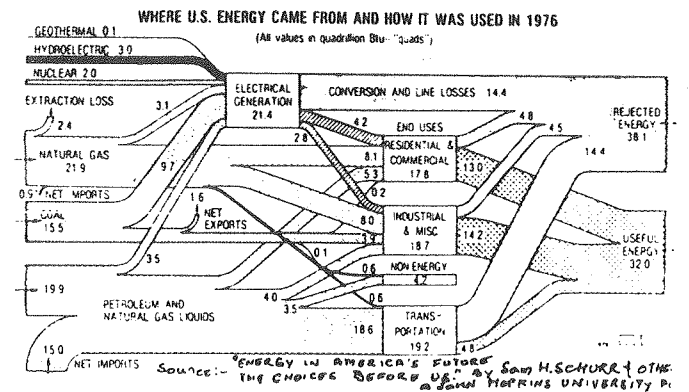 WHERE U.S. ENERGY CAME FROM AND HOW IT WAS USED IN 1976
(All values in quadrillion Btu "quads")
GEOTHERMAL 0.1
HYDROELECTRIC 3.0
NUCLEAR 2.0
EXTRACTION LOSS
2.4
NATURAL GAS
21.9
0.9 NET IMPORTS
COAL
15.5
19.9
PETROLEUM AND
NATURAL GAS LIQUIDS
15.0
NET IMPORTS
3.1
9.7
3.5
1.6
NET
EXPORTS
ELECTRICAL
GENERATION
21.4
CONVERSION AND LINE LOSSES 14.4
4.2
2.8
8.1
5.3
0.2
8.0
3.9
0.1
0.6
4.0
3.5
0.6
18.6
END USES
RESIDENTIAL &
COMMERCIAL
17.8
INDUSTRIAL
& MISC
18.7
NON ENERGY
4.2
TRANS-
PORTATION
19.2
4.8
4.5
13.0
14.2
14.4
4.8
REJECTED
ENERGY
38.1
USEFUL
ENERGY
32.0
Source:- "ENERGY IN AMERICA'S FUTURE
THE CHOICES BEFORE US" By Sam H. SCHURR & OTHE
JOHN HOPKINS UNIVERSITY